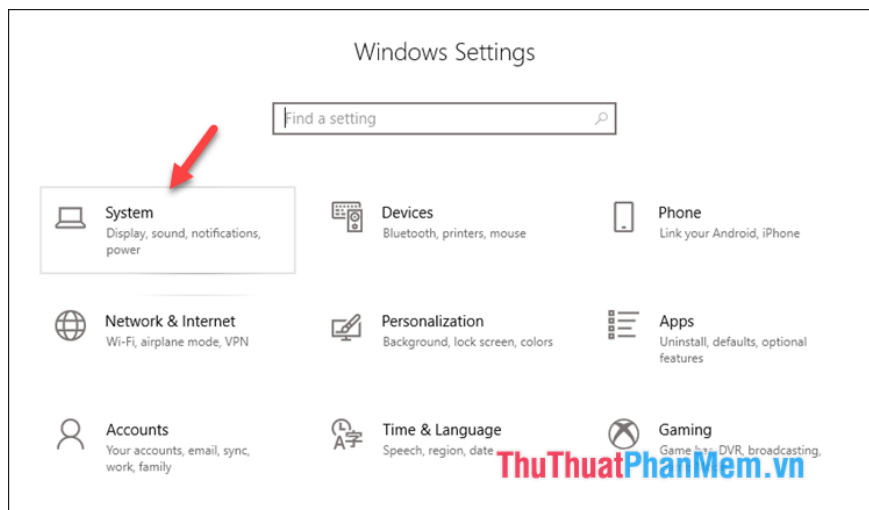 Windows Settings
Find a setting
System
Display, sound, notifications,
power
Devices
Bluetooth, printers, mouse
Phone
Link your Android, iPhone
Network & Internet
Wi-Fi, airplane mode, VPN
Personalization
Background, lock screen, colors
Apps
Uninstall, defaults, optional
features
Accounts
Your accounts, email, sync,
work, family
Time & Language
Speech, region, date
Gaming
Game bar, DVR, broadcasting,
ThuThuatPhanMem.vn